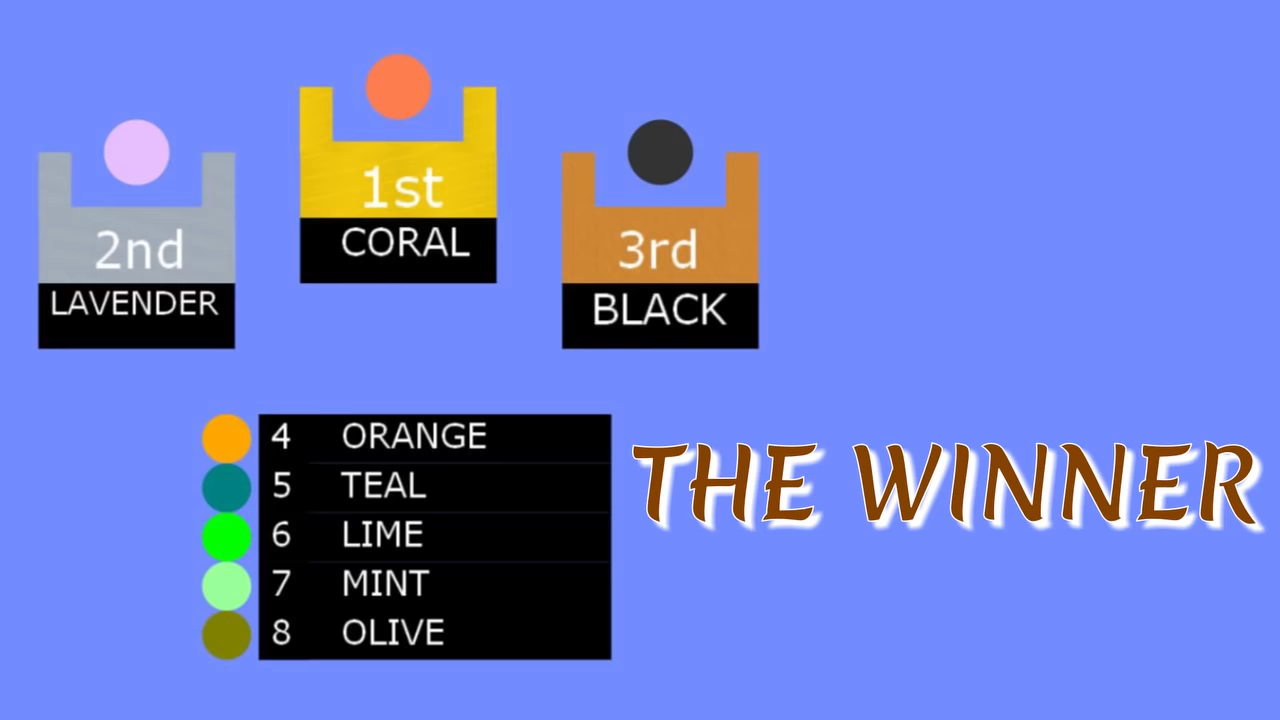 1st
CORAL
2nd
LAVENDER
3rd
BLACK
4 ORANGE
5 TEAL
6 LIME
7 MINT
8 OLIVE
THE WINNER